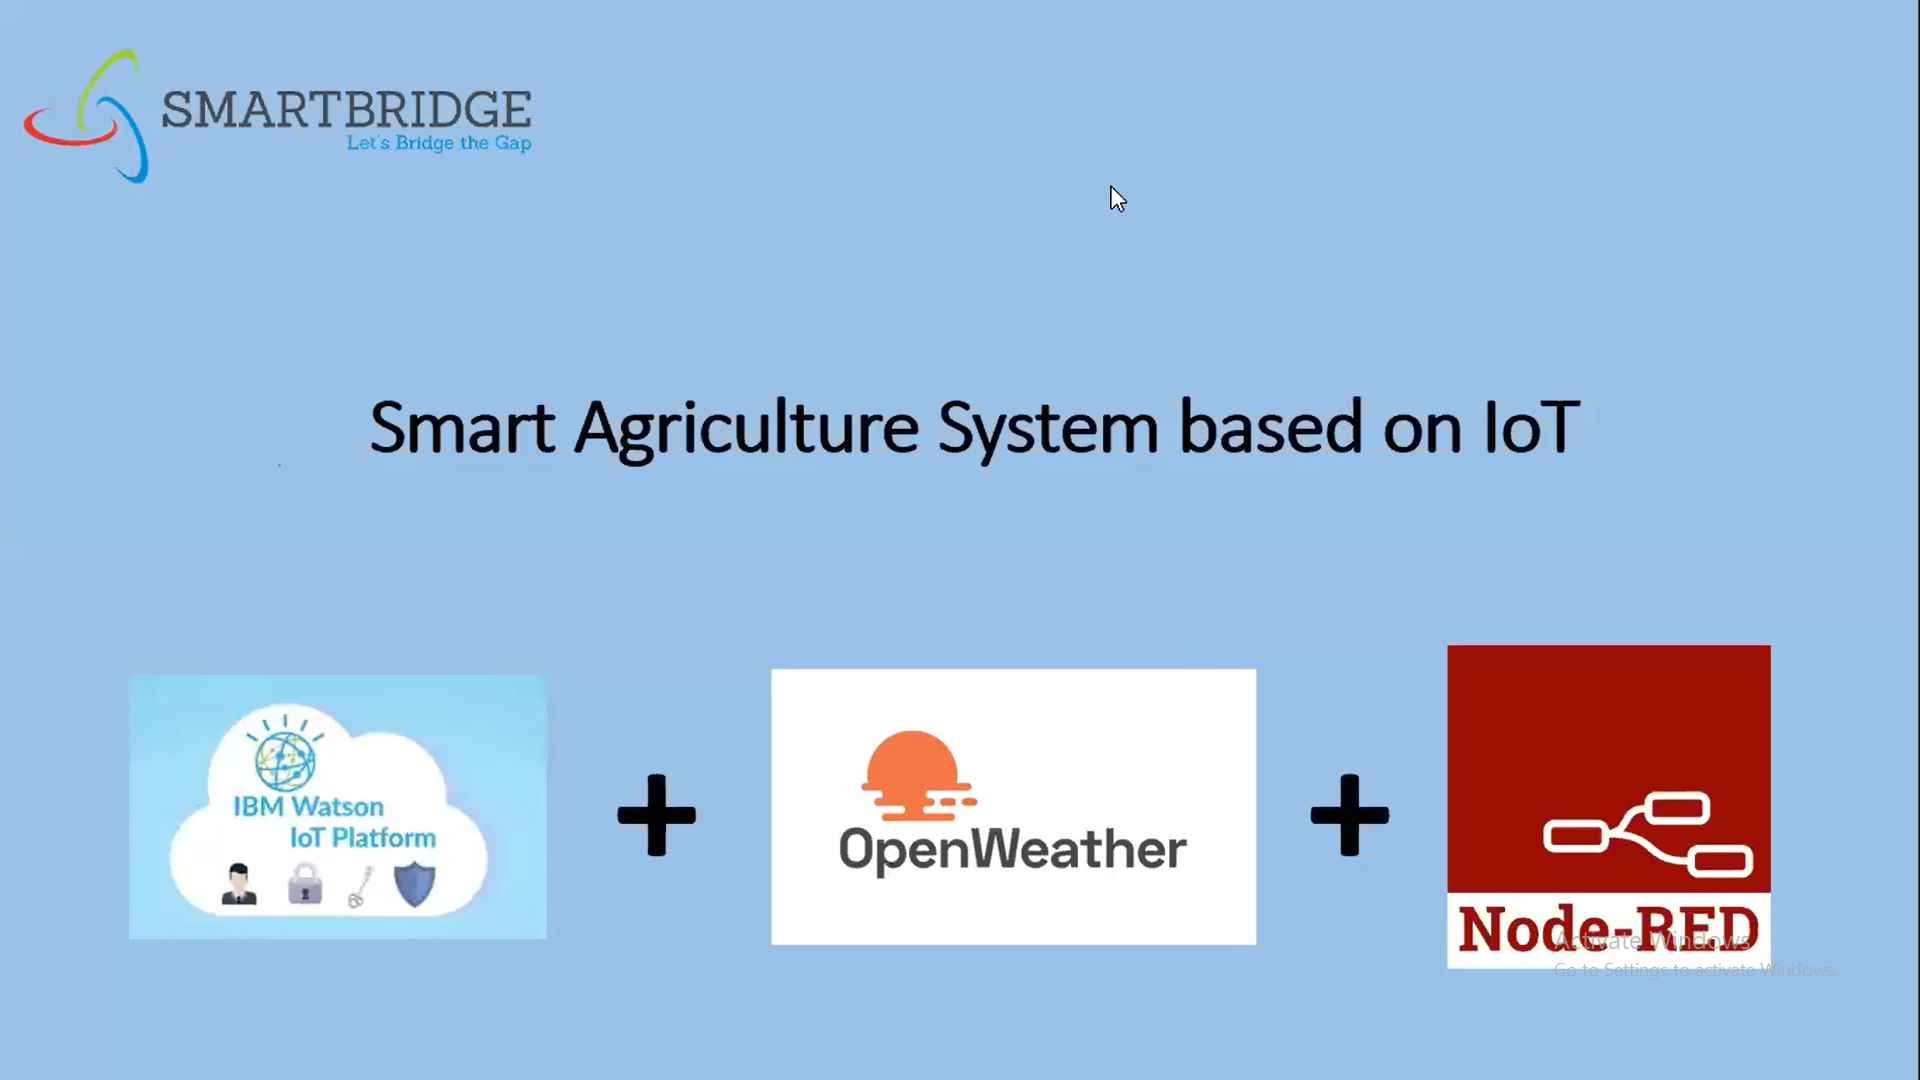 SMARTBRIDGE
Let's Bridge the Gap
Smart Agriculture System based on IoT
IBM Watson
IoT Platform
+
OpenWeather
+
Node-RED
Activate Windows
Go to Settings to activate Windows.